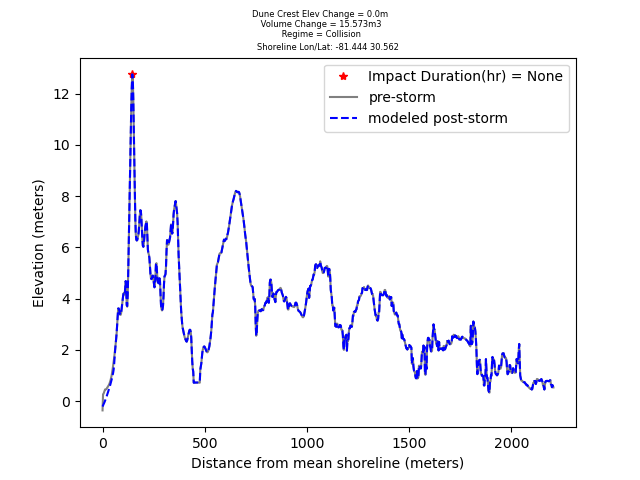 Dune Crest Elev Change = 0.0m
Volume Change = 15.573m3
Regime = Collision
Shoreline Lon/Lat: -81.444 30.562
Impact Duration(hr) = None
pre-storm
modeled post-storm
Elevation (meters)
12
10
8
6
4
2
0
0 500 1000 1500 2000
Distance from mean shoreline (meters)